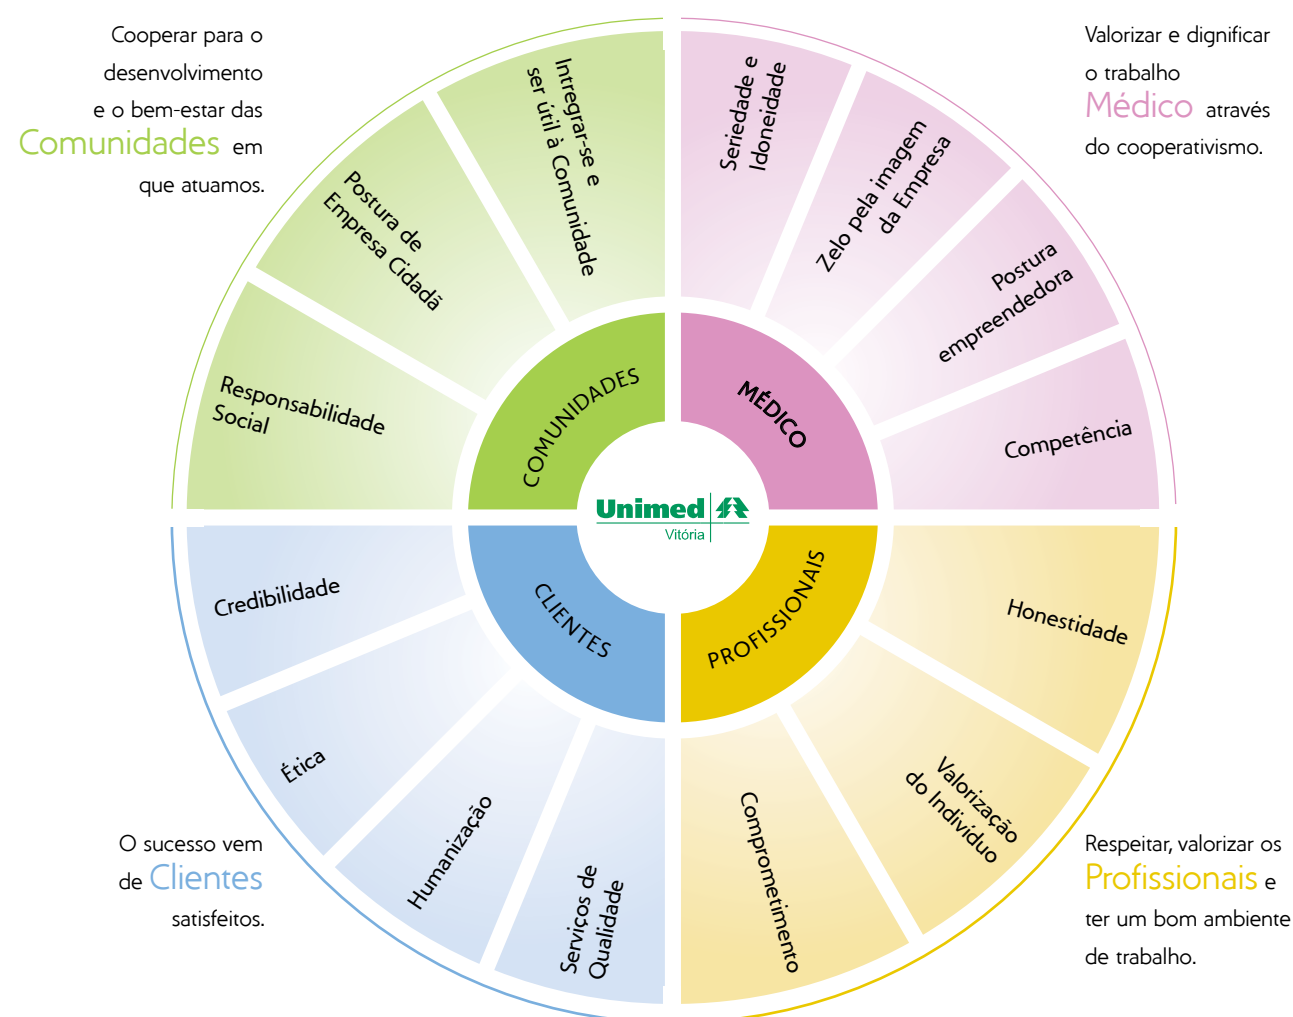 Cooperar para o
desenvolvimento
e o bem-estar das
Comunidades em
que atuamos.
Valorizar e dignificar
o trabalho
Médico através
do cooperativismo.
Intregrar-se e
ser útil à Comunidade
Postura de
Empresa Cidadã
Responsabilidade
Social
Seriedade e
Idoneidade
Zelo pela imagem
da Empresa
Postura
empreendedora
Competência
COMUNIDADES
MÉDICO
Unimed
Vitória
CLIENTES
PROFISSIONAIS
Credibilidade
Ética
Humanização
Serviços de
Qualidade
Honestidade
Valorização
do Indivíduo
Comprometimento
O sucesso vem
de Clientes
satisfeitos.
Respeitar, valorizar os
Profissionais e
ter um bom ambiente
de trabalho.